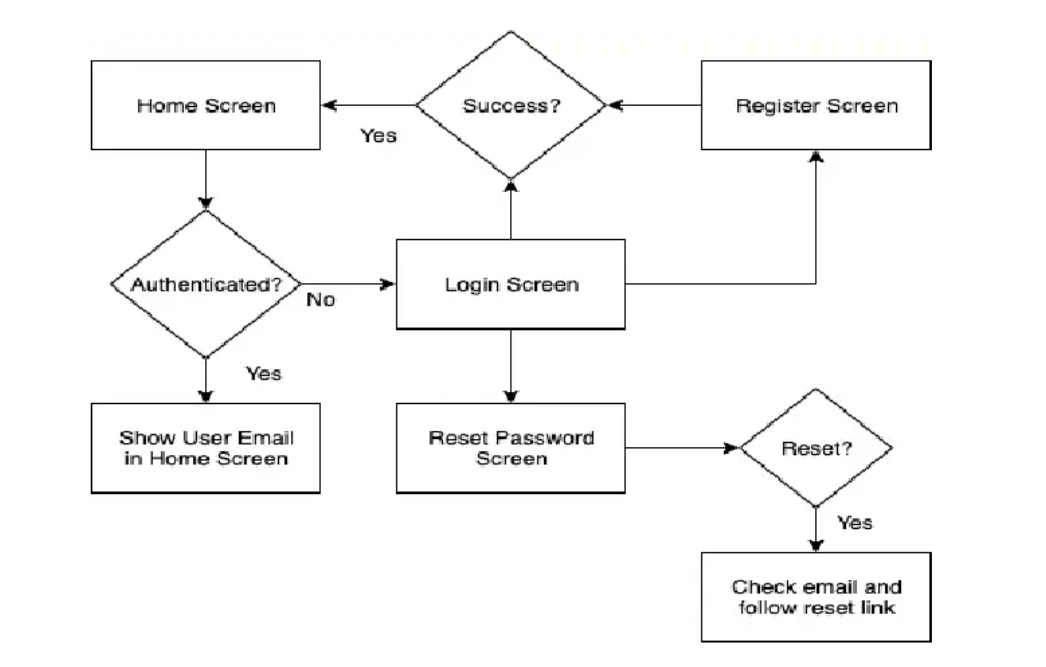 Home Screen
Success?
Register Screen
Yes
Authenticated?
No
Login Screen
Yes
Show User Email
in Home Screen
Reset Password
Screen
Reset?
Yes
Check email and
follow reset link